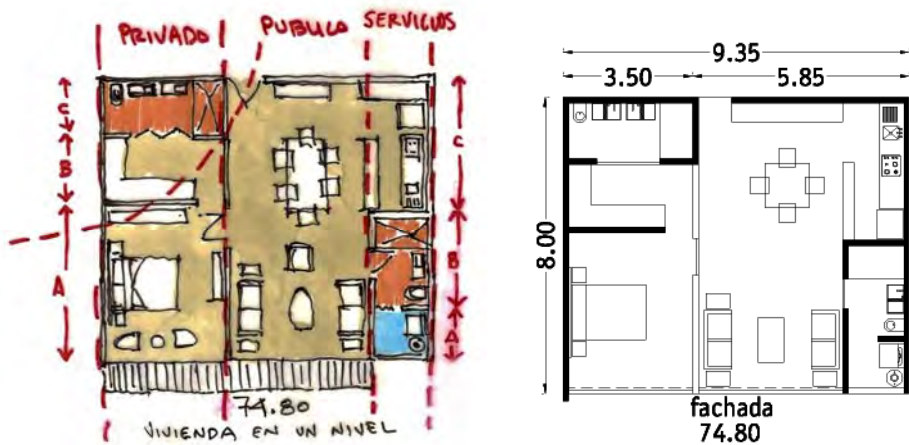 PRIVADO
PUBLICO
SERVICIOS
C
B
A
C
B
A
74.80
VIVIENDA EN UN NIVEL
9.35
3.50
5.85
8.00
fachada
74.80